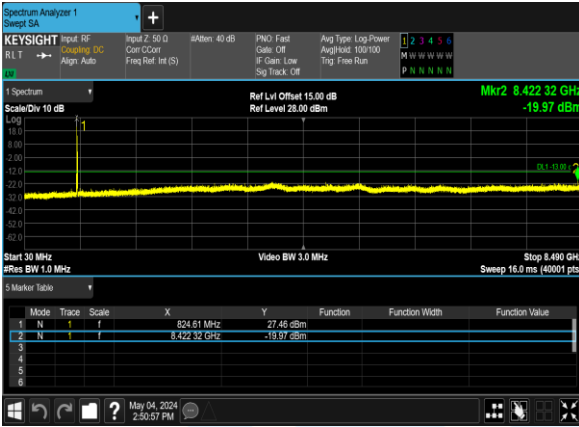 Spectrum Analyzer 1
Swept SA
+
KEYSIGHT Input: RF Input Z: 50 Ω #Atten: 40 dB PNO: Fast Avg Type: Log-Power 1 2 3 4 5 6
RLT Coupling: DC Corr CCorr Gate: Off Avg|Hold: 100/100 M W W W W W
Align: Auto Freq Ref: Int (S) IF Gain: Low Trig: Free Run
Sig Track: Off P N N N N N
1 Spectrum Ref Lvl Offset 15.00 dB Mkr2 8.422 32 GHz
Scale/Div 10 dB Ref Level 28.00 dBm -19.97 dBm
Log
1
18.0
8.00
-2.00
-12.0 DL1 -13.00
-22.0
-32.0
-42.0
-52.0
-62.0
Start 30 MHz Video BW 3.0 MHz Stop 8.490 GHz
#Res BW 1.0 MHz Sweep 16.0 ms (40001 pts
5 Marker Table
Mode Trace Scale X Y Function Function Width Function Value
1 N 1 f 824.61 MHz 27.46 dBm
2 N 1 f 8.422 32 GHz -19.97 dBm
3
4
5
6
? May 04, 2024
2:50:57 PM